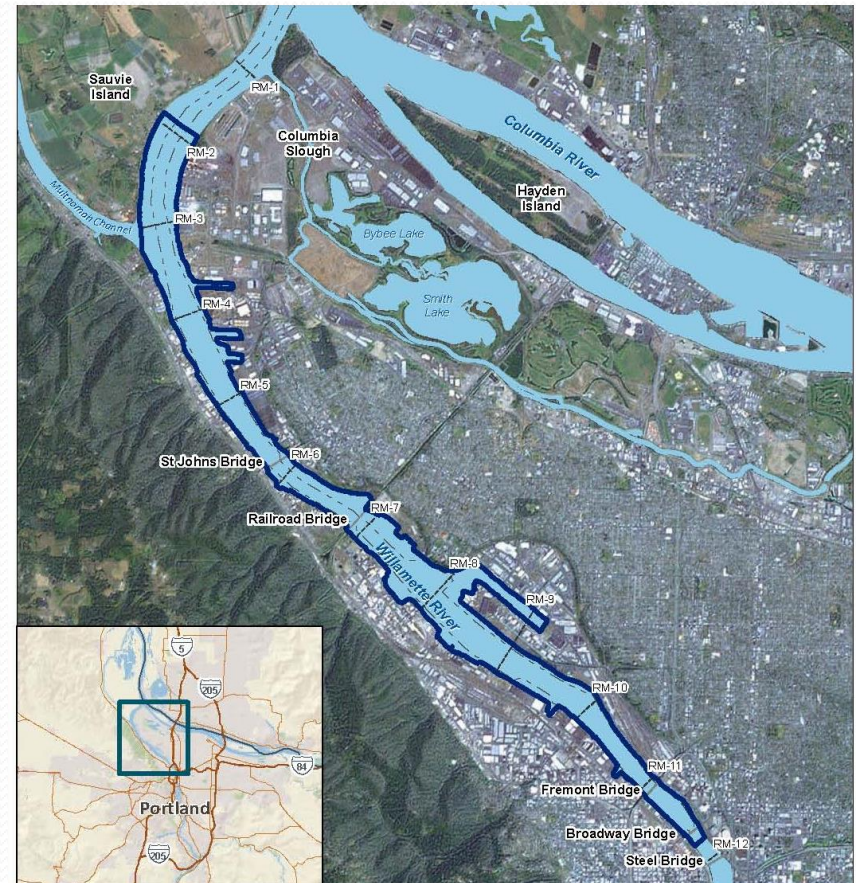 RM-1
Sauvie
Island
Columbia
Slough
Columbia River
RM-2
Hayden
Island
Multnomah Channel
RM-3
Bybee Lake
RM-4
Smith
Lake
RM-5
St Johns Bridge
RM-6
Railroad Bridge
RM-7
Willamette River
RM-8
RM-9
RM-10
RM-11
Fremont Bridge
Broadway Bridge
Steel Bridge
RM-12
5
205
84
Portland
205